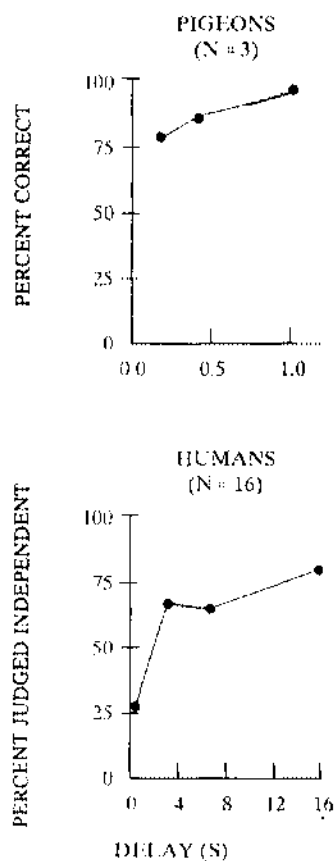 PIGEONS
(N = 3)
PERCENT CORRECT
100
75
50
25
0
0.0 0.5 1.0
HUMANS
(N = 16)
PERCENT JUDGED INDEPENDENT
100
75
50
25
0
0 4 8 12 16
DELAY (S)